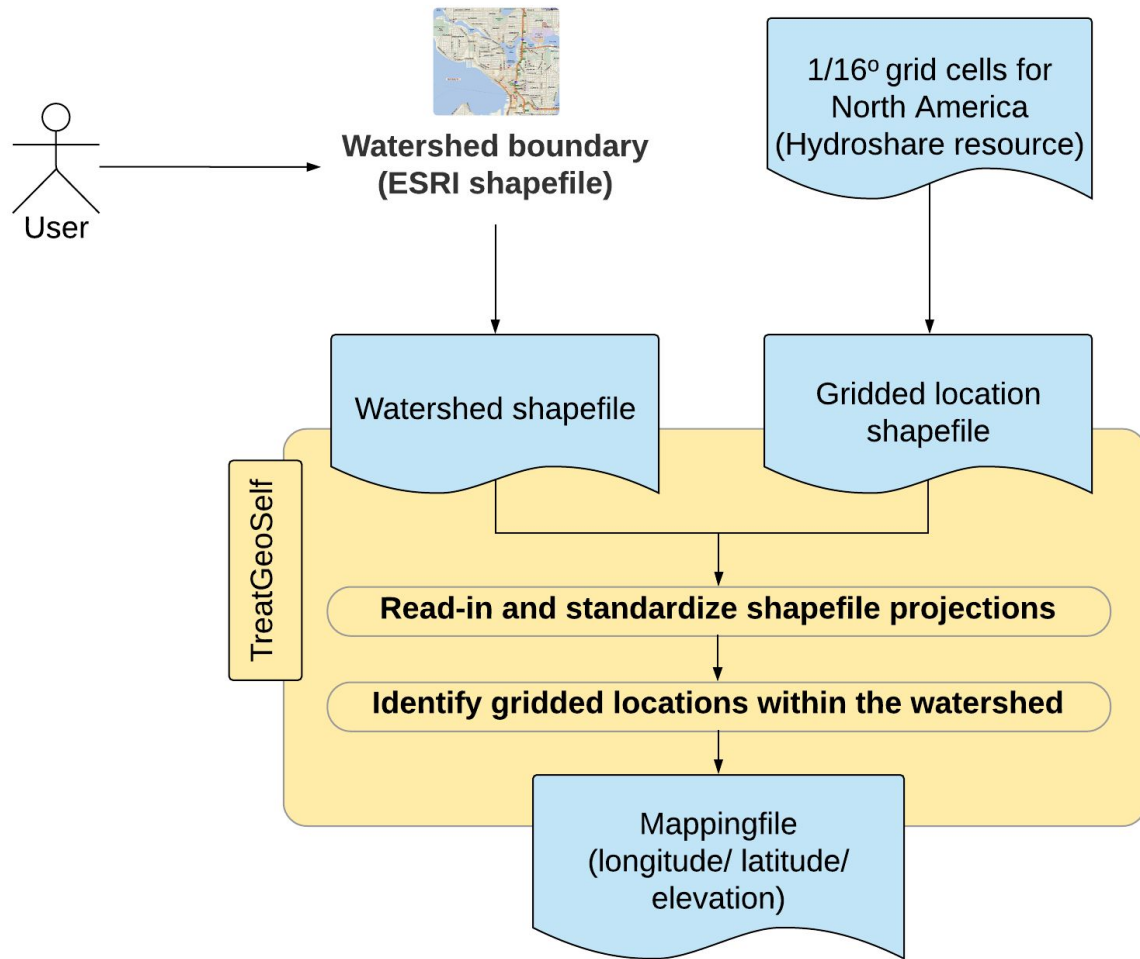 1/16º grid cells for
North America
(Hydroshare resource)
Watershed boundary
(ESRI shapefile)
User
Watershed shapefile
Gridded location
shapefile
TreatGeoSelf
Read-in and standardize shapefile projections
Identify gridded locations within the watershed
Mappingfile
(longitude/ latitude/
elevation)